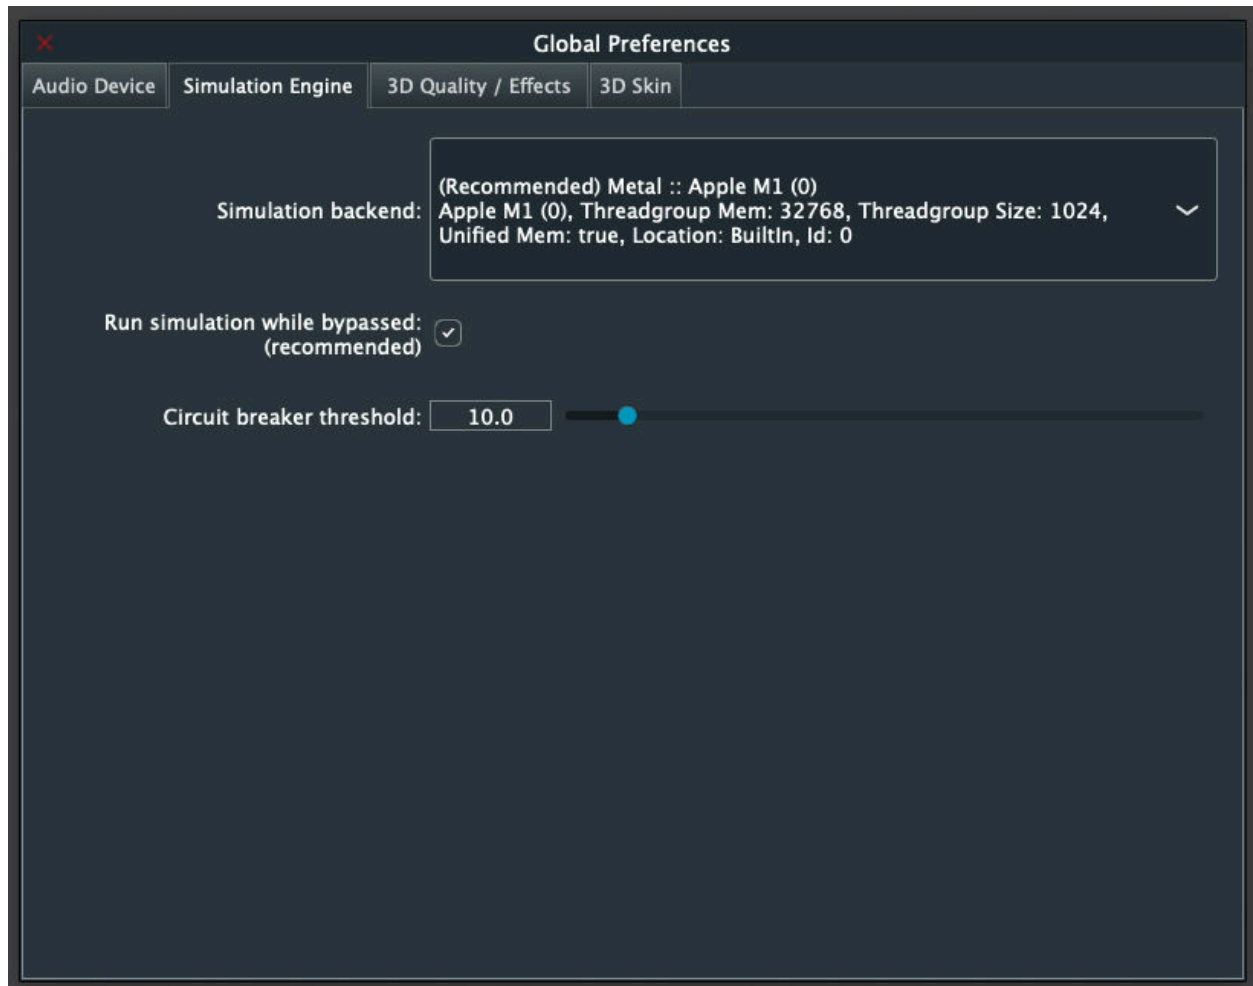 Global Preferences
Audio Device
Simulation Engine
3D Quality / Effects
3D Skin
Simulation backend:
(Recommended) Metal :: Apple M1 (0)
Apple M1 (0), Threadgroup Mem: 32768, Threadgroup Size: 1024,
Unified Mem: true, Location: BuiltIn, Id: 0
Run simulation while bypassed:
(recommended)
Circuit breaker threshold:
10.0